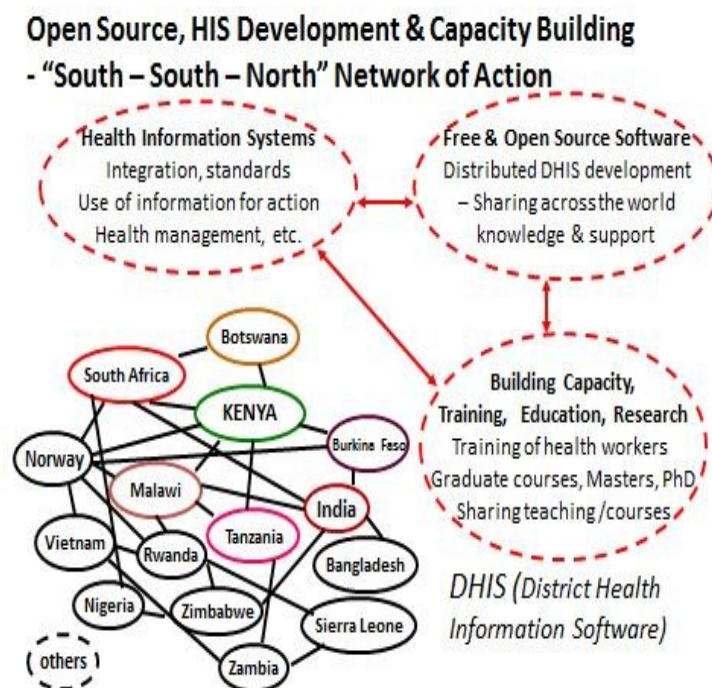 Open Source, HIS Development & Capacity Building
- “South – South – North” Network of Action
Health Information Systems
Integration, standards
Use of information for action
Health management, etc.
Free & Open Source Software
Distributed DHIS development
– Sharing across the world
knowledge & support
Building Capacity,
Training, Education, Research
Training of health workers
Graduate courses, Masters, PhD
Sharing teaching/courses
Botswana
South Africa
KENYA
Burkina Faso
Norway
Malawi
India
Tanzania
Vietnam
Rwanda
Bangladesh
Nigeria
Zimbabwe
Sierra Leone
Zambia
others
DHIS (District Health
Information Software)